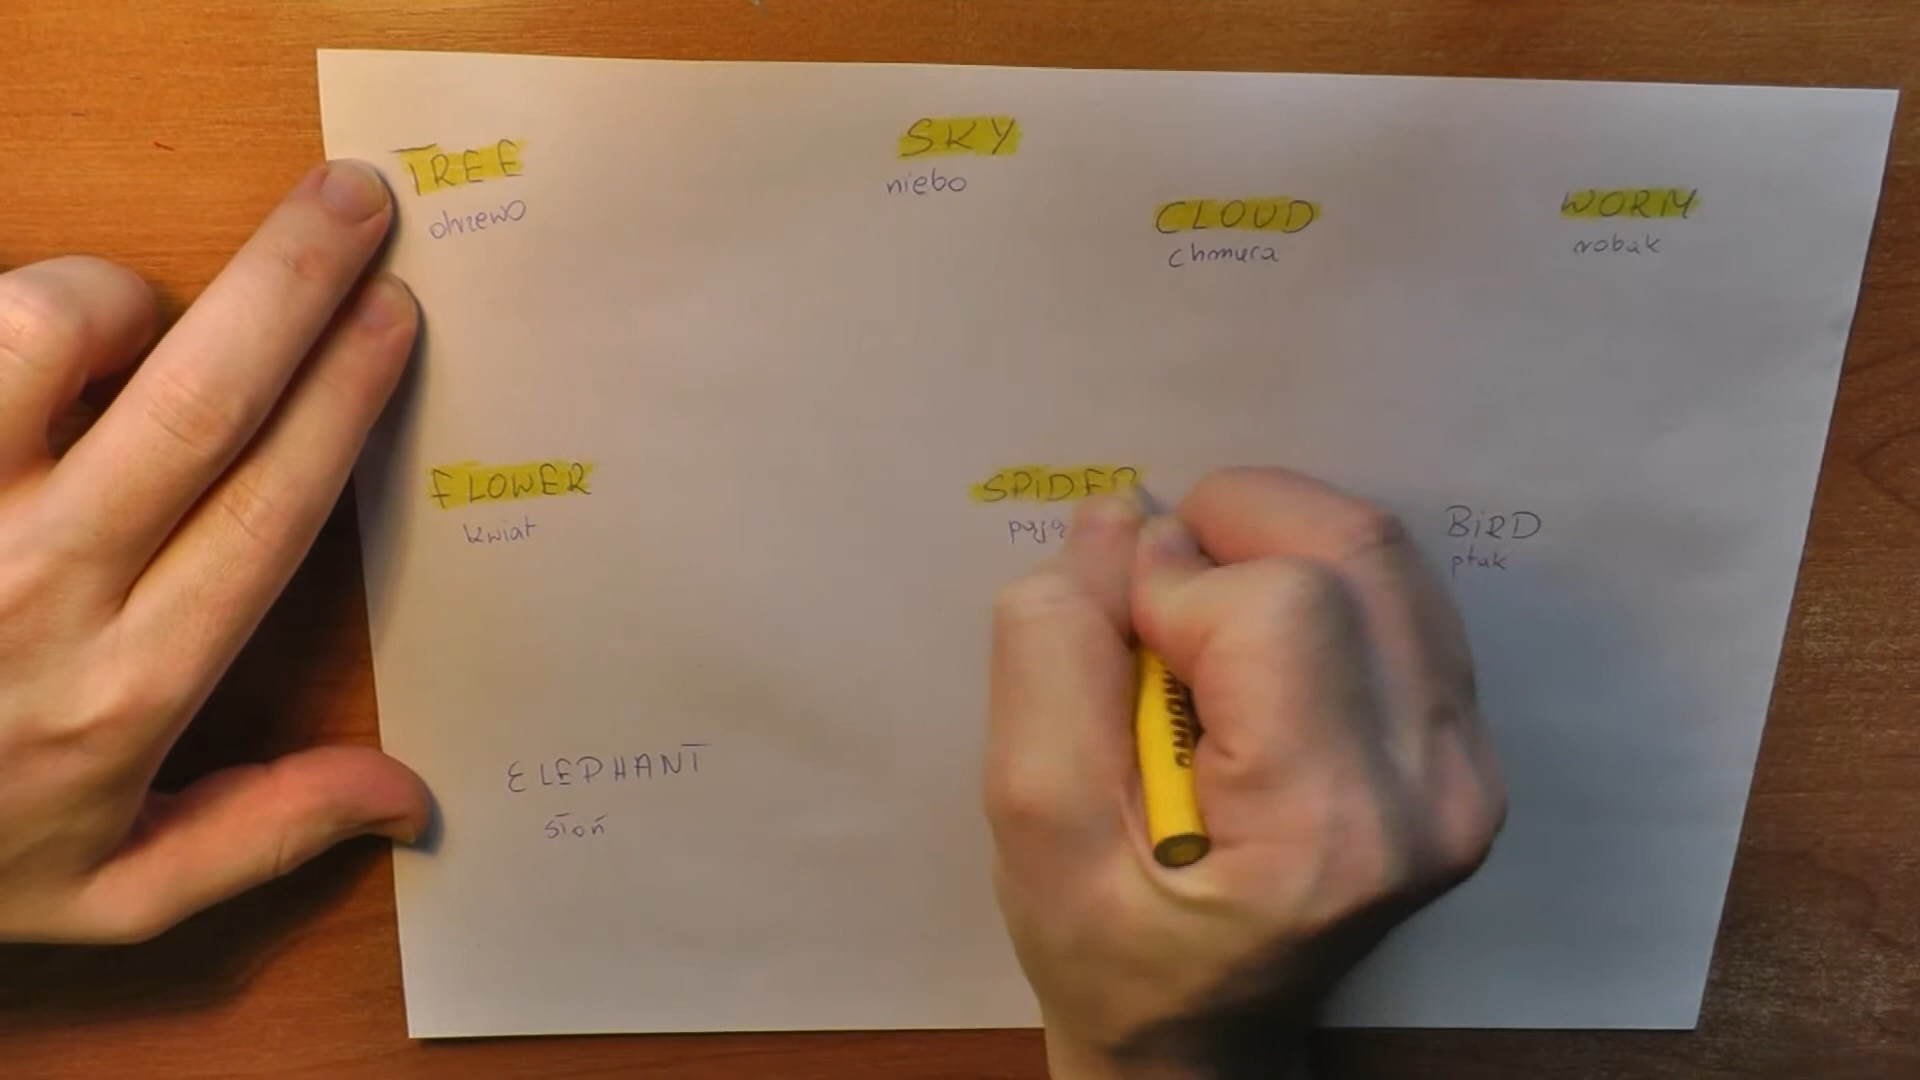 TREE
drzewo
SKY
niebo
CLOUD
chmura
WORM
robak
FLOWER
kwiat
SPIDER
BIRD
ptak
ELEPHANT
słoń